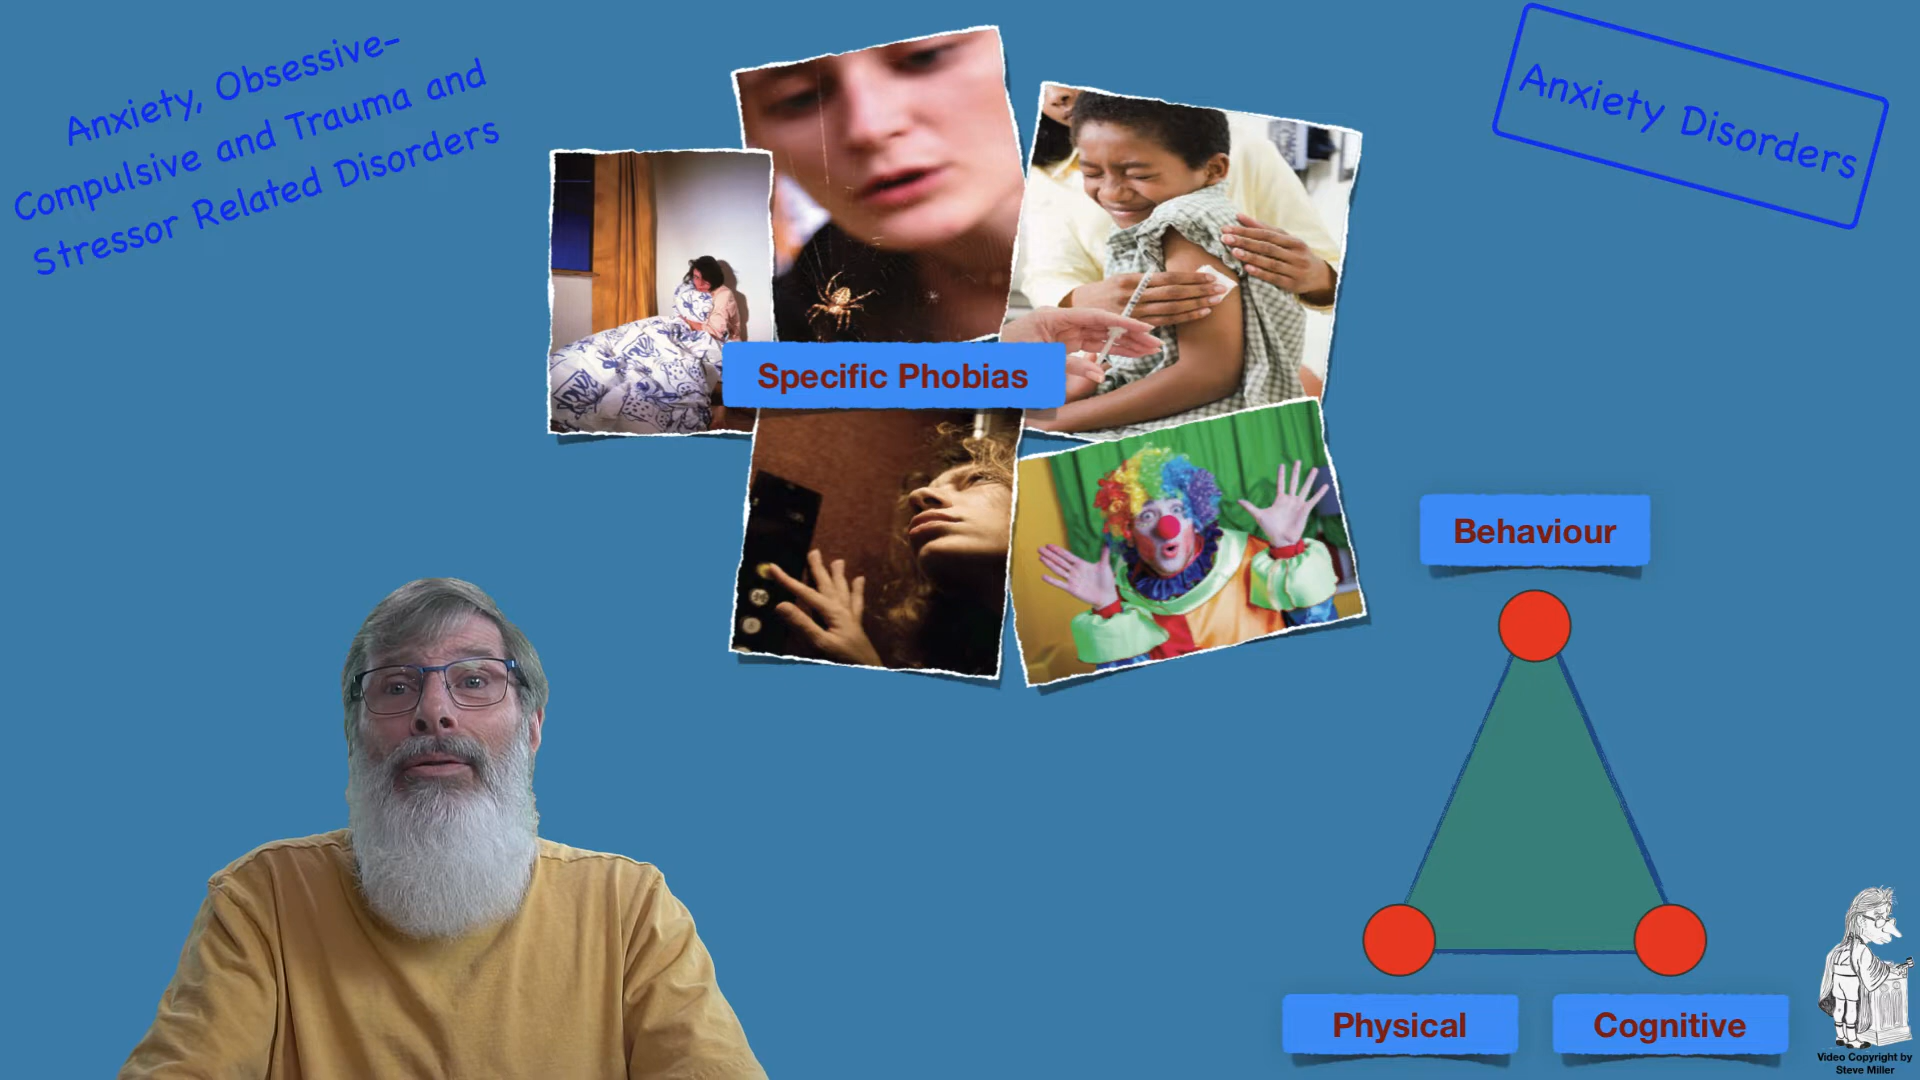 Anxiety, Obsessive-
Compulsive and Trauma and
Stressor Related Disorders
Anxiety Disorders
Specific Phobias
Behaviour
Physical
Cognitive
Video Copyright by
Steve Miller